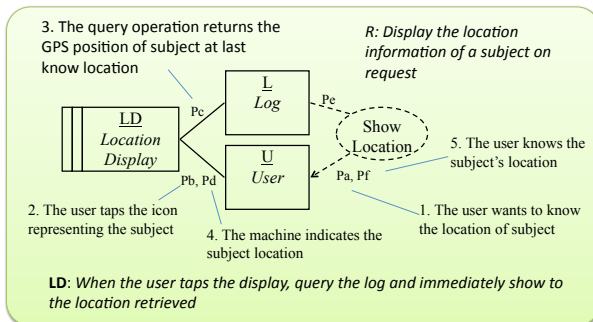 3. The query operation returns the
GPS position of subject at last
know location
R: Display the location
information of a subject on
request
L
Log
Pc
Pe
LD
Location
Display
Show
Location
U
User
5. The user knows the
subject's location
Pb, Pd
Pa, Pf
2. The user taps the icon
representing the subject
4. The machine indicates the
subject location
1. The user wants to know
the location of subject
LD: When the user taps the display, query the log and immediately show to
the location retrieved